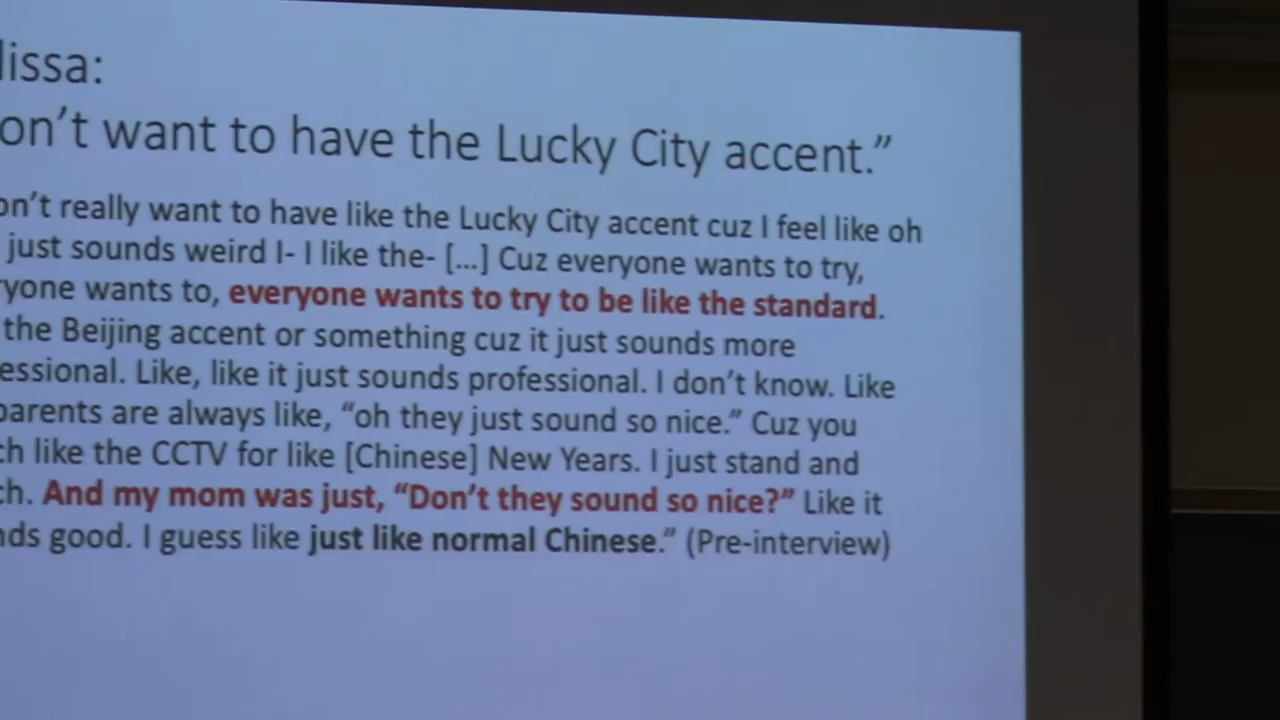 lissa:
on’t want to have the Lucky City accent.”
on’t really want to have like the Lucky City accent cuz I feel like oh
just sounds weird I- I like the- [...] Cuz everyone wants to try,
ryone wants to, everyone wants to try to be like the standard.
the Beijing accent or something cuz it just sounds more
essional. Like, like it just sounds professional. I don’t know. Like
parents are always like, “oh they just sound so nice.” Cuz you
ch like the CCTV for like [Chinese] New Years. I just stand and
ch. And my mom was just, “Don’t they sound so nice?” Like it
nds good. I guess like just like normal Chinese.” (Pre-interview)